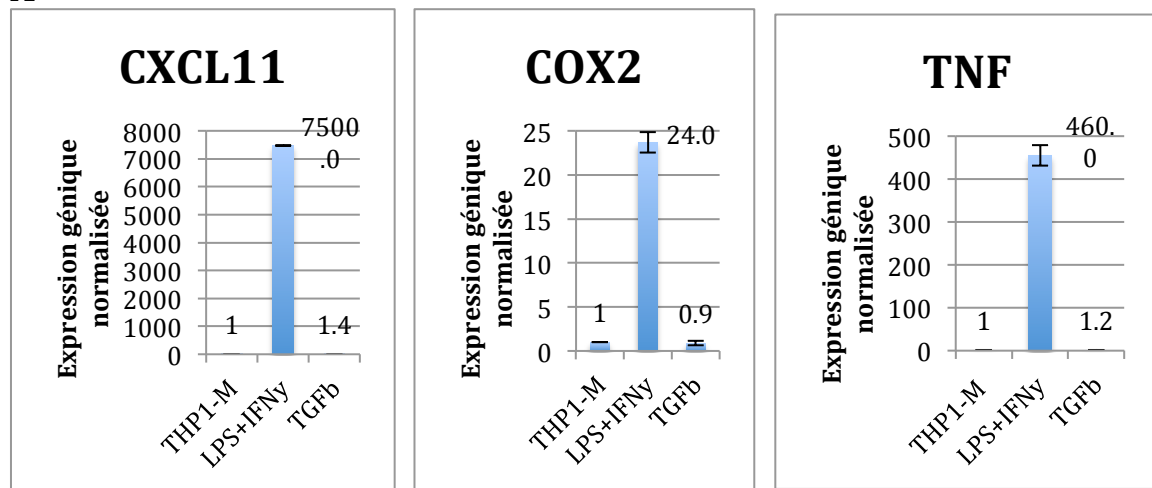 CXCL11
Expression génique
normalisée
8000
7000
6000
5000
4000
3000
2000
1000
0
7500
.0
1
1.4
THP1-M
LPS+IFNy
TGFb
COX2
Expression génique
normalisée
25
20
15
10
5
0
24.0
1
0.9
THP1-M
LPS+IFNy
TGFb
TNF
Expression génique
normalisée
500
400
300
200
100
0
460.
0
1
1.2
THP1-M
LPS+IFNy
TGFb